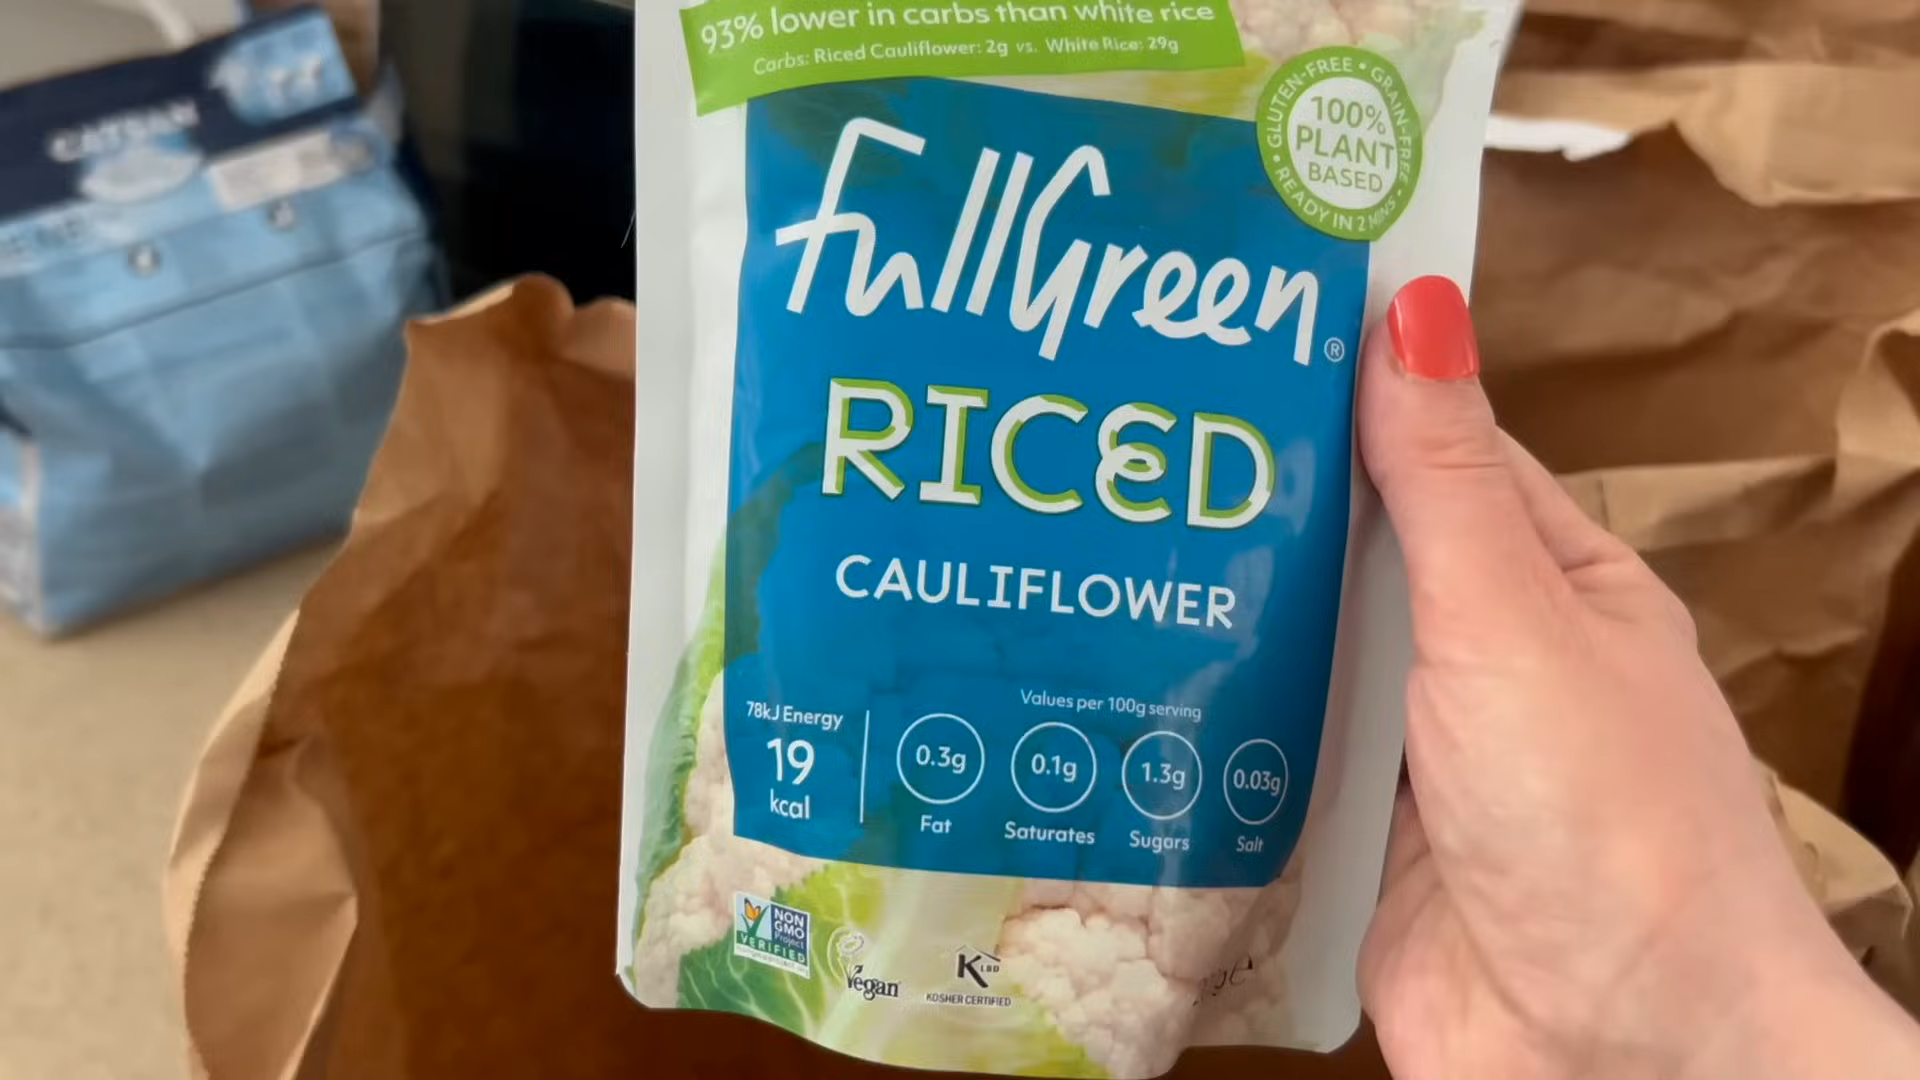 93% lower in carbs than white rice
Carbs: Riced Cauliflower: 2g vs. White Rice: 29g
GLUTEN-FREE • GRAIN-FREE • READY IN 2 MINS •
100%
PLANT
BASED
fullGreen®
RICED
CAULIFLOWER
Values per 100g serving
78kJ Energy
19
kcal
0.3g
Fat
0.1g
Saturates
1.3g
Sugars
0.03g
Salt
NON
GMO
Project
VERIFIED
Vegan
K LBD
KOSHER CERTIFIED
CATSAN